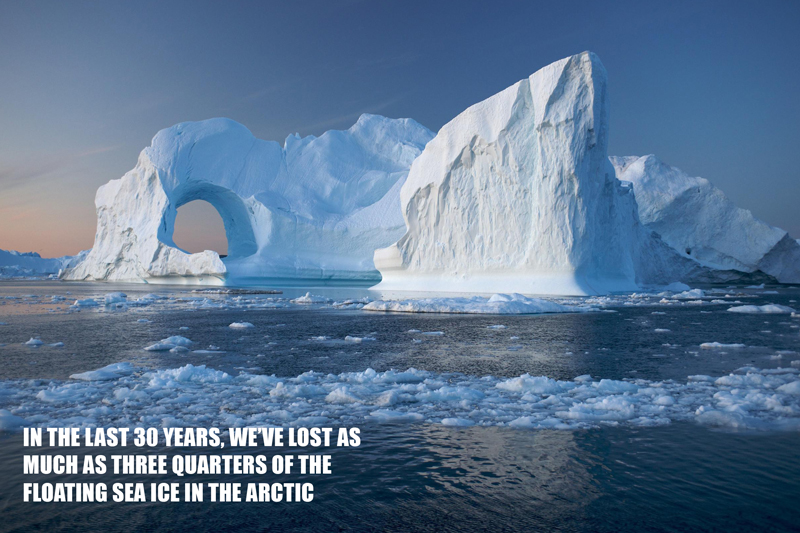 IN THE LAST 30 YEARS, WE'VE LOST AS
MUCH AS THREE QUARTERS OF THE
FLOATING SEA ICE IN THE ARCTIC